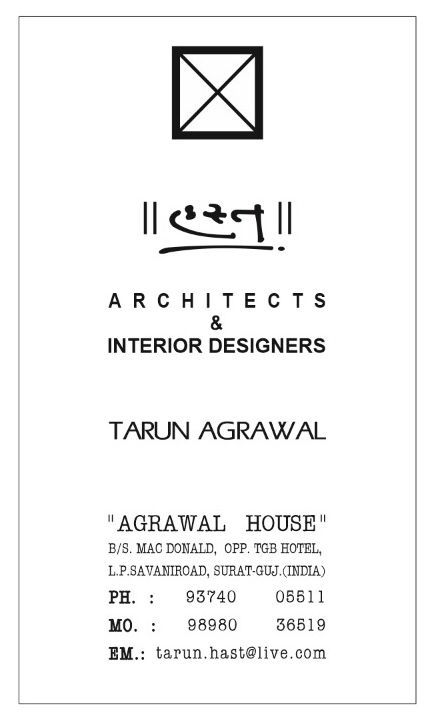 || હસ્ત ||
ARCHITECTS
&
INTERIOR DESIGNERS
TARUN AGRAWAL
"AGRAWAL HOUSE"
B/S. MAC DONALD, OPP. TGB HOTEL,
L.P.SAVANIROAD, SURAT-GUJ.(INDIA)
PH. : 93740 05511
MO. : 98980 36519
EM.: tarun.hast@live.com